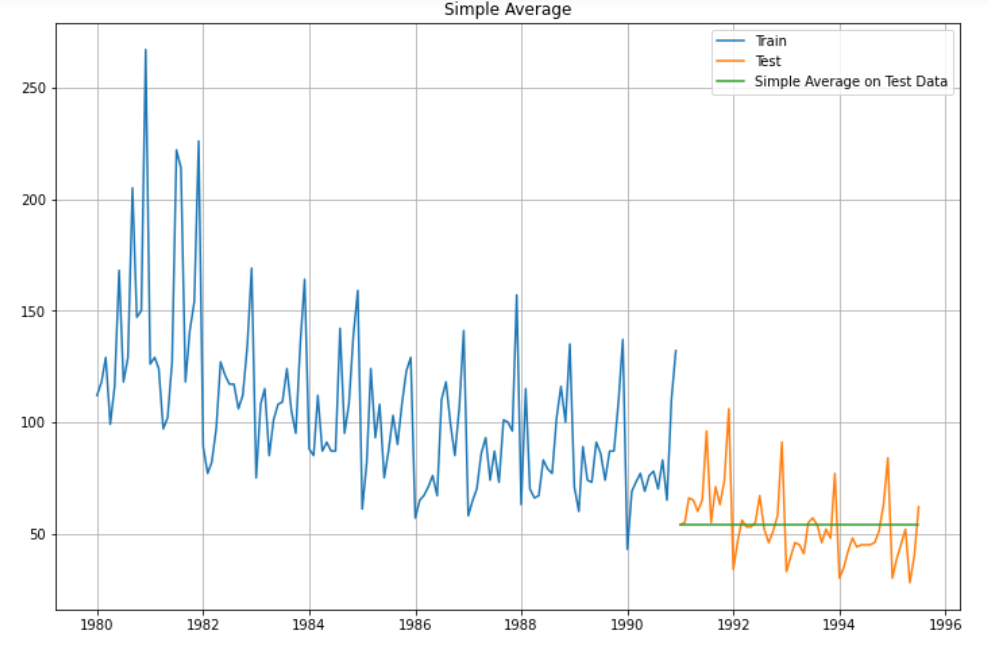 Simple Average
Train
Test
Simple Average on Test Data
250
200
150
100
50
1980 1982 1984 1986 1988 1990 1992 1994 1996